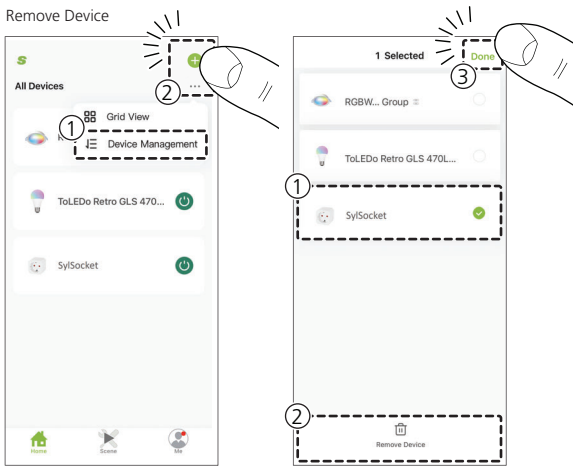 Remove Device
S
All Devices
2
...
Grid View
1
Device Management
R
ToLEDo Retro GLS 470...
SylSocket
Home
Scene
Me
1 Selected
Done
3
RGBW... Group
ToLEDo Retro GLS 470L...
1
SylSocket
2
Remove Device